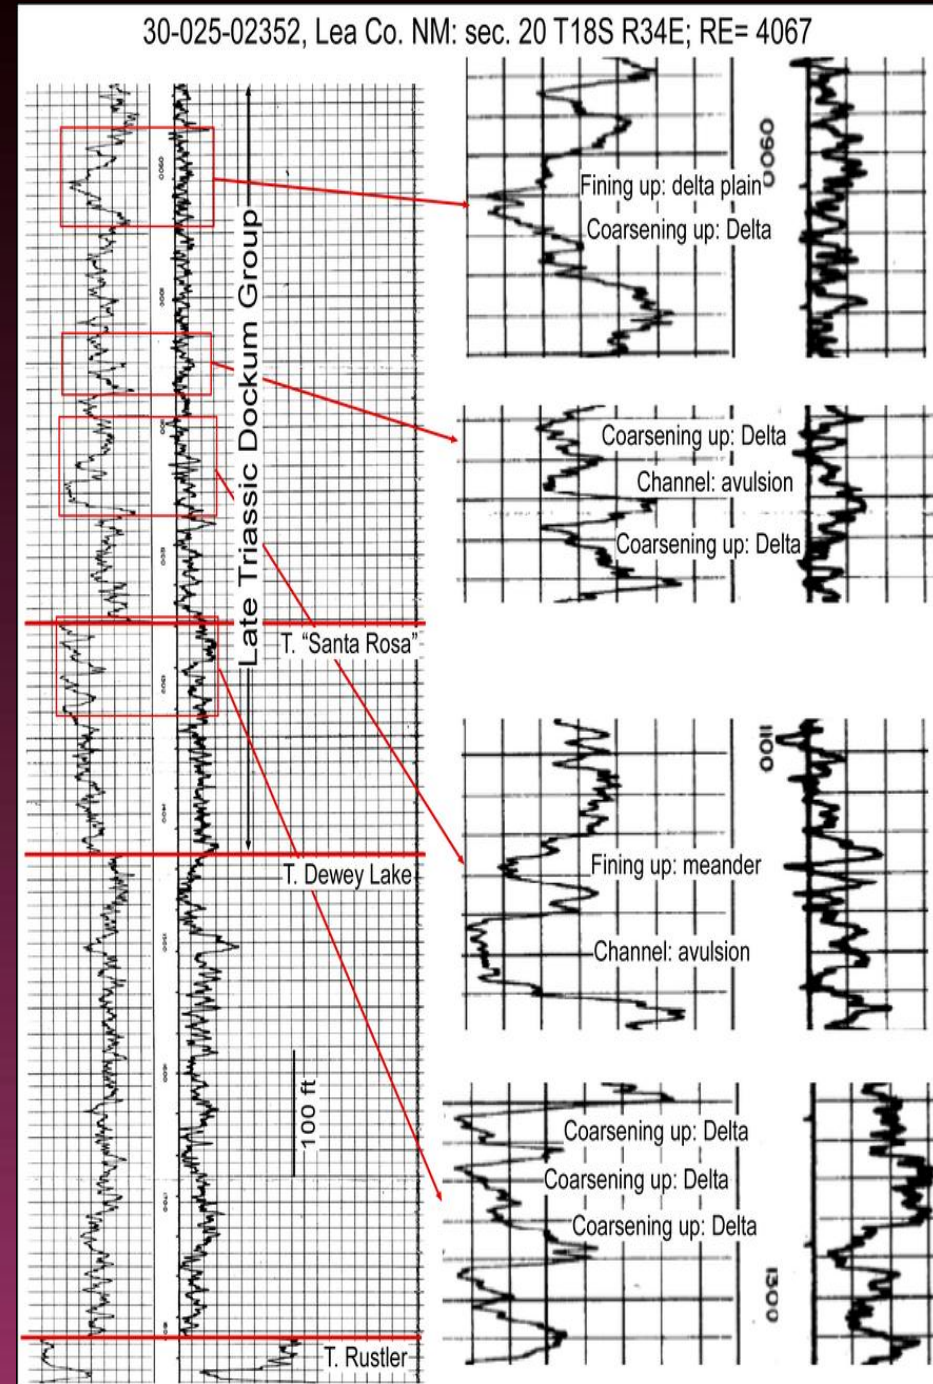 30-025-02352, Lea Co. NM: sec. 20 T18S R34E; RE= 4067
Late Triassic Dockum Group
T. “Santa Rosa”
T. Dewey Lake
100 ft
T. Rustler
0900
Fining up: delta plain
Coarsening up: Delta
Coarsening up: Delta
Channel: avulsion
Coarsening up: Delta
1100
Fining up: meander
Channel: avulsion
Coarsening up: Delta
Coarsening up: Delta
Coarsening up: Delta
1300